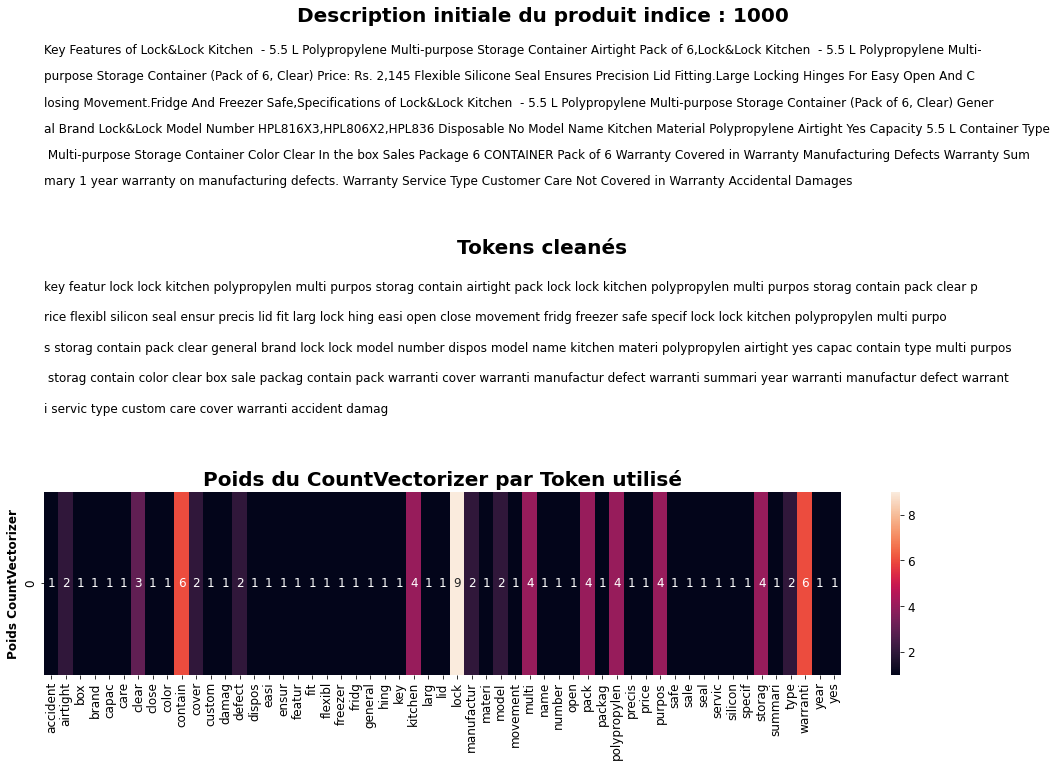 Description initiale du produit indice : 1000
Key Features of Lock&Lock Kitchen  - 5.5 L Polypropylene Multi-purpose Storage Container Airtight Pack of 6,Lock&Lock Kitchen  - 5.5 L Polypropylene Multi-
purpose Storage Container (Pack of 6, Clear) Price: Rs. 2,145 Flexible Silicone Seal Ensures Precision Lid Fitting.Large Locking Hinges For Easy Open And C
losing Movement.Fridge And Freezer Safe,Specifications of Lock&Lock Kitchen  - 5.5 L Polypropylene Multi-purpose Storage Container (Pack of 6, Clear) Gener
al Brand Lock&Lock Model Number HPL816X3,HPL806X2,HPL836 Disposable No Model Name Kitchen Material Polypropylene Airtight Yes Capacity 5.5 L Container Type
Multi-purpose Storage Container Color Clear In the box Sales Package 6 CONTAINER Pack of 6 Warranty Covered in Warranty Manufacturing Defects Warranty Sum
mary 1 year warranty on manufacturing defects. Warranty Service Type Customer Care Not Covered in Warranty Accidental Damages
Tokens cleanés
key featur lock lock kitchen polypropylen multi purpos storag contain airtight pack lock lock kitchen polypropylen multi purpos storag contain pack clear p
rice flexibl silicon seal ensur precis lid fit larg lock hing easi open close movement fridg freezer safe specif lock lock kitchen polypropylen multi purpo
s storag contain pack clear general brand lock lock model number dispos model name kitchen materi polypropylen airtight yes capac contain type multi purpos
storag contain color clear box sale packag contain pack warranti cover warranti manufactur defect warranti summari year warranti manufactur defect warrant
i servic type custom care cover warranti accident damag
Poids du CountVectorizer par Token utilisé
Poids CountVectorizer
0
1 2 1 1 1 1 3 1 1 6 2 1 1 2 1 1 1 1 1 1 1 1 1 1 1 4 1 1 9 2 1 2 1 4 1 1 1 4 1 4 1 1 4 1 1 1 1 1 1 4 1 2 6 1 1
8
6
4
2
accident
airtight
box
brand
capac
care
clear
close
color
contain
cover
custom
damag
defect
dispos
easi
ensur
featur
fit
flexibl
freezer
fridg
general
hing
key
kitchen
larg
lid
lock
manufactur
materi
model
movement
multi
name
number
open
pack
packag
polypropylen
precis
price
purpos
safe
sale
seal
servic
silicon
specif
storag
summari
type
warranti
year
yes